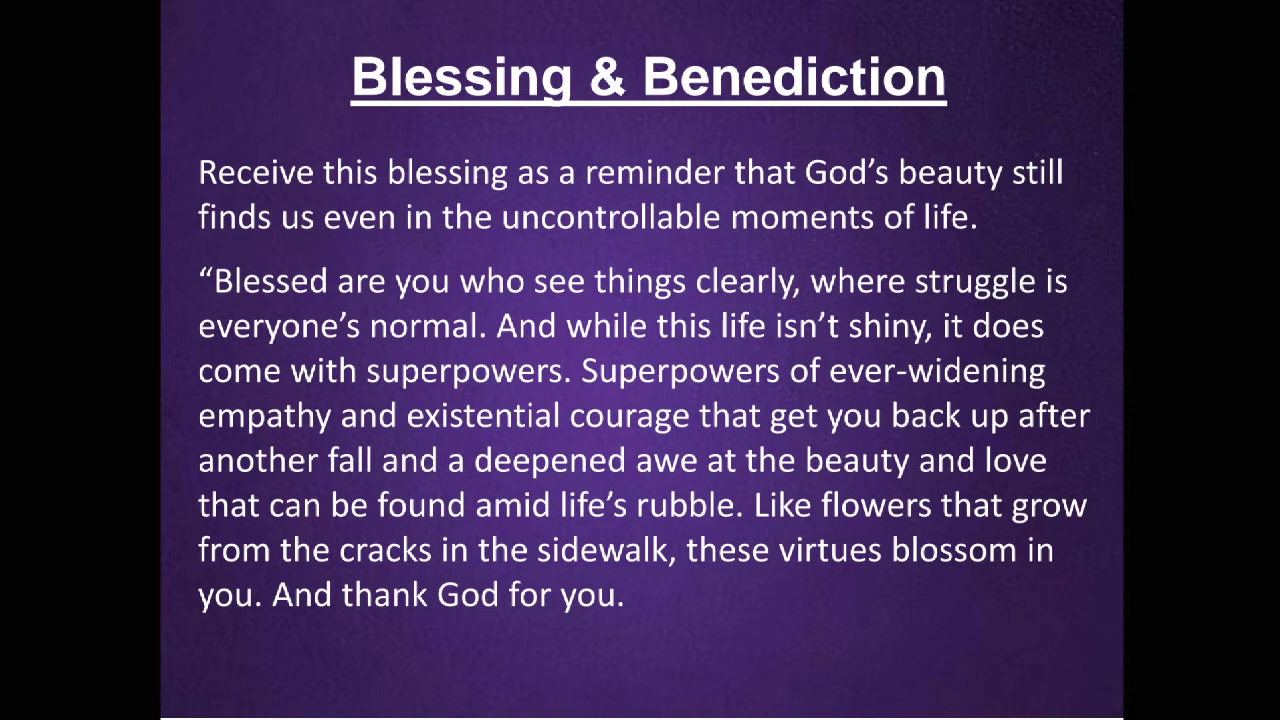 Blessing & Benediction
Receive this blessing as a reminder that God’s beauty still
finds us even in the uncontrollable moments of life.
“Blessed are you who see things clearly, where struggle is
everyone’s normal. And while this life isn’t shiny, it does
come with superpowers. Superpowers of ever-widening
empathy and existential courage that get you back up after
another fall and a deepened awe at the beauty and love
that can be found amid life’s rubble. Like flowers that grow
from the cracks in the sidewalk, these virtues blossom in
you. And thank God for you.